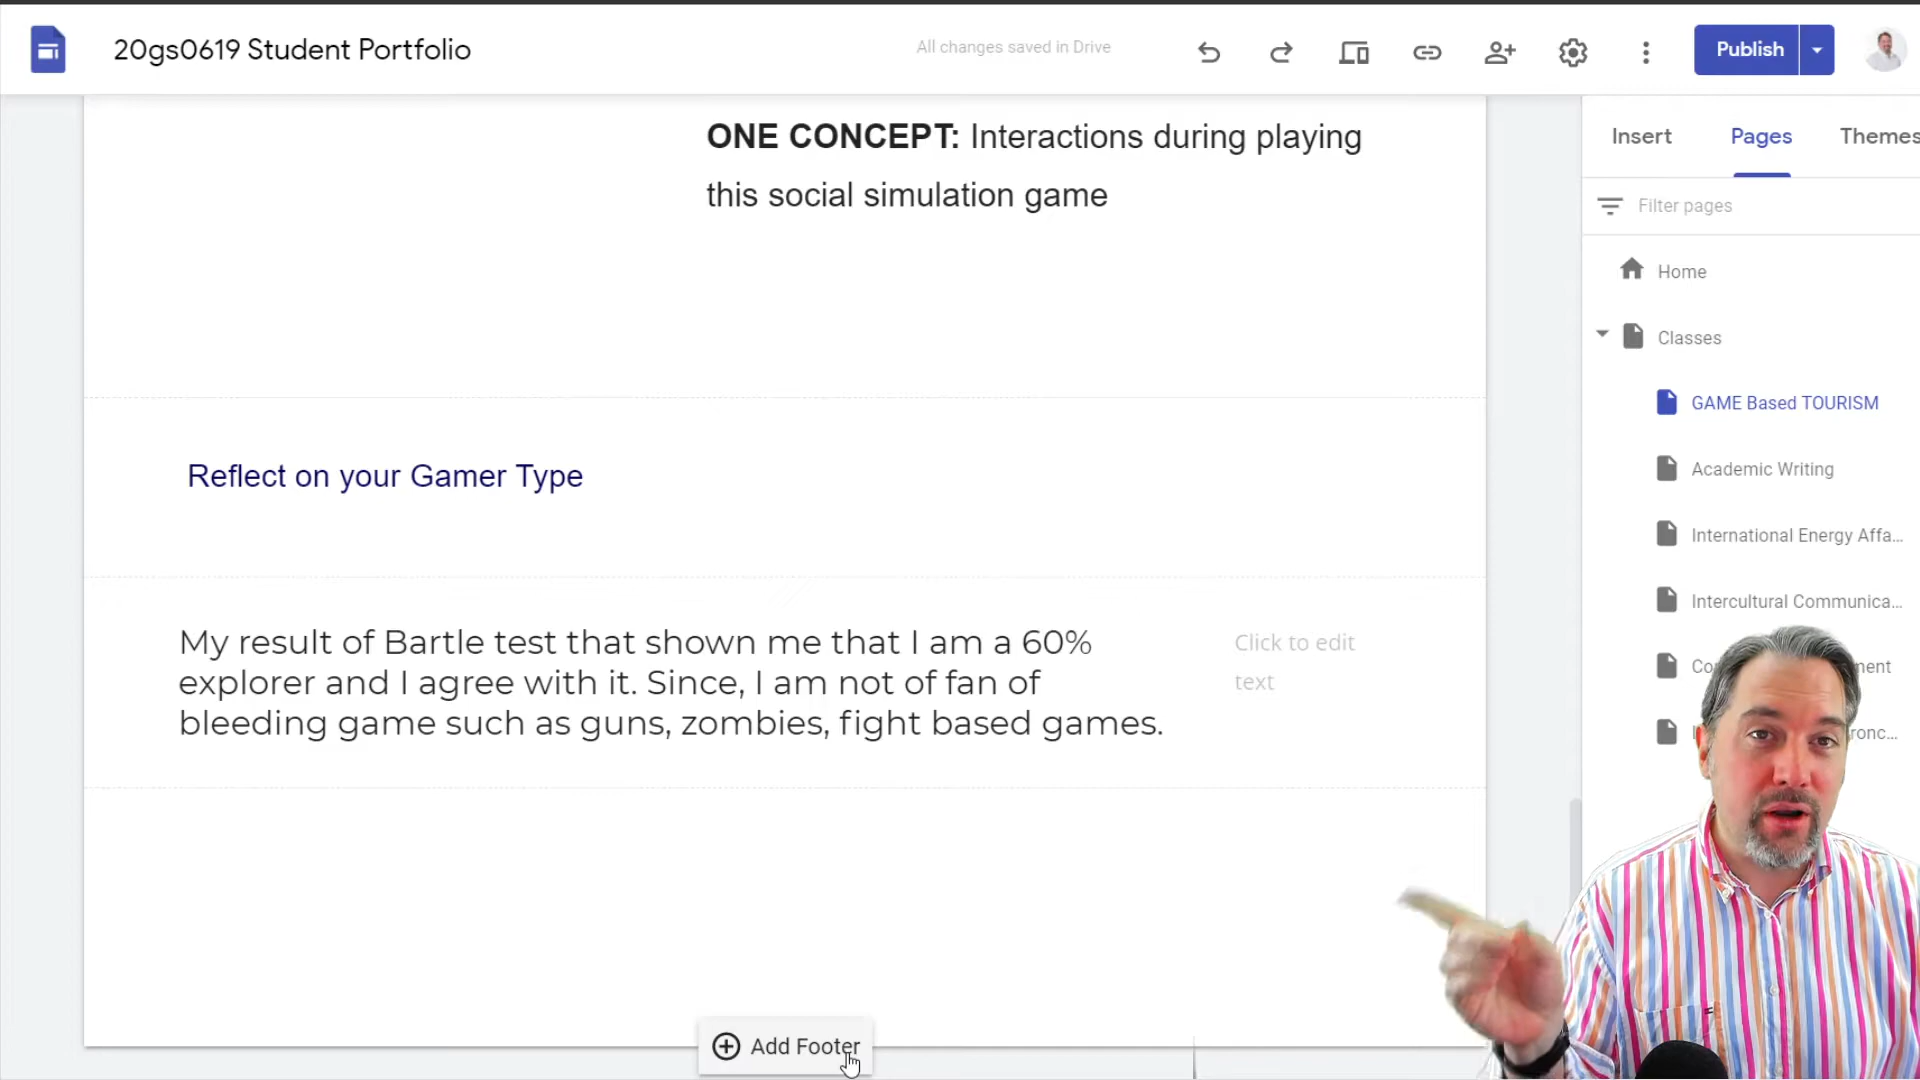 20gs0619 Student Portfolio
All changes saved in Drive
Publish
ONE CONCEPT: Interactions during playing
this social simulation game
Reflect on your Gamer Type
My result of Bartle test that shown me that I am a 60%
explorer and I agree with it. Since, I am not of fan of
bleeding game such as guns, zombies, fight based games.
Click to edit
text
Add Footer
Insert
Pages
Themes
Filter pages
Home
Classes
GAME Based TOURISM
Academic Writing
International Energy Affa...
Intercultural Communica...